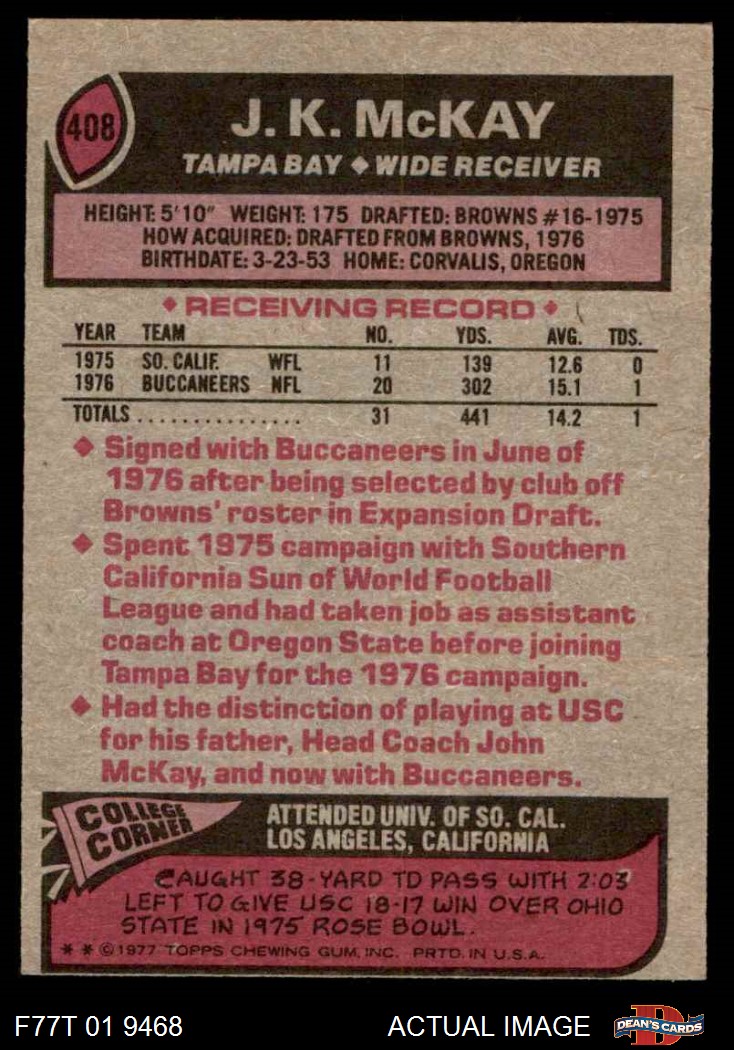 408
J. K. McKAY
TAMPA BAY ◆ WIDE RECEIVER
HEIGHT: 5'10" WEIGHT: 175 DRAFTED: BROWNS #16-1975
HOW ACQUIRED: DRAFTED FROM BROWNS, 1976
BIRTHDATE: 3-23-53 HOME: CORVALIS, OREGON
◆ RECEIVING RECORD ◆
YEAR TEAM NO. YDS. AVG. TDS.
1975 SO. CALIF. WFL 11 139 12.6 0
1976 BUCCANEERS NFL 20 302 15.1 1
TOTALS ............... 31 441 14.2 1
◆ Signed with Buccaneers in June of
1976 after being selected by club off
Browns' roster in Expansion Draft.
◆ Spent 1975 campaign with Southern
California Sun of World Football
League and had taken job as assistant
coach at Oregon State before joining
Tampa Bay for the 1976 campaign.
◆ Had the distinction of playing at USC
for his father, Head Coach John
McKay, and now with Buccaneers.
COLLEGE
CORNER
ATTENDED UNIV. OF SO. CAL.
LOS ANGELES, CALIFORNIA
CAUGHT 38-YARD TD PASS WITH 2:03
LEFT TO GIVE USC 18-17 WIN OVER OHIO
STATE IN 1975 ROSE BOWL.
* * © 1977 TOPPS CHEWING GUM, INC. PRTD. IN U.S.A.
F77T 01 9468
ACTUAL IMAGE
D
DEAN'S CARDS